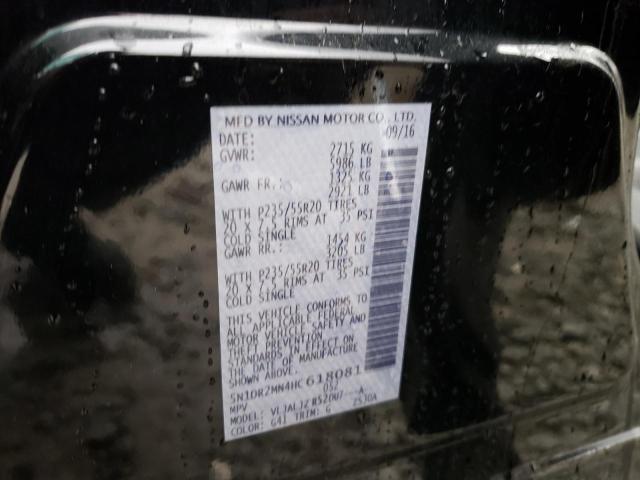 MFD BY NISSAN MOTOR CO., LTD.
DATE: 09/16
GVWR: 2715 KG
5986 LB
GAWR FR.: 1325 KG
2921 LB
WITH P235/55R20 TIRES
20 X 7.5 RIMS AT 35 PSI
COLD SINGLE
GAWR RR.: 1454 KG
3205 LB
WITH P235/55R20 TIRES
20 X 7.5 RIMS AT 35 PSI
COLD SINGLE
THIS VEHICLE CONFORMS TO
ALL APPLICABLE FEDERAL
MOTOR VEHICLE SAFETY AND
THEFT PREVENTION
STANDARDS IN EFFECT ON
THE DATE OF MANUFACTURE
SHOWN ABOVE.
5N1DR2MN4HC618081
MPV 052
MODEL:
COLOR: G41 TRIM: G